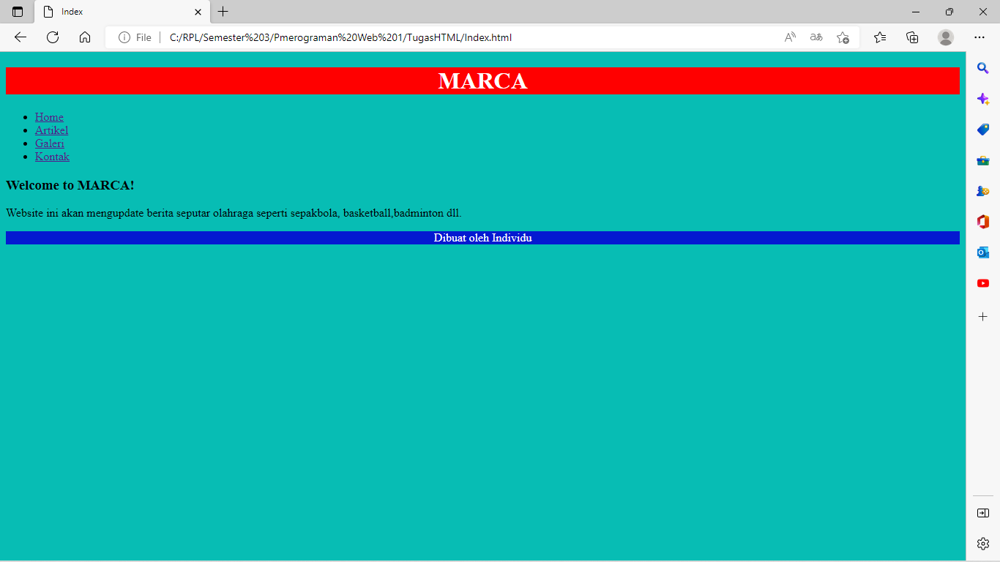 Index
File
C:/RPL/Semester%203/Pmerograman%20Web%201/TugasHTML/Index.html
MARCA
Home
Artikel
Galeri
Kontak
Welcome to MARCA!
Website ini akan mengupdate berita seputar olahraga seperti sepakbola, basketball,badminton dll.
Dibuat oleh Individu